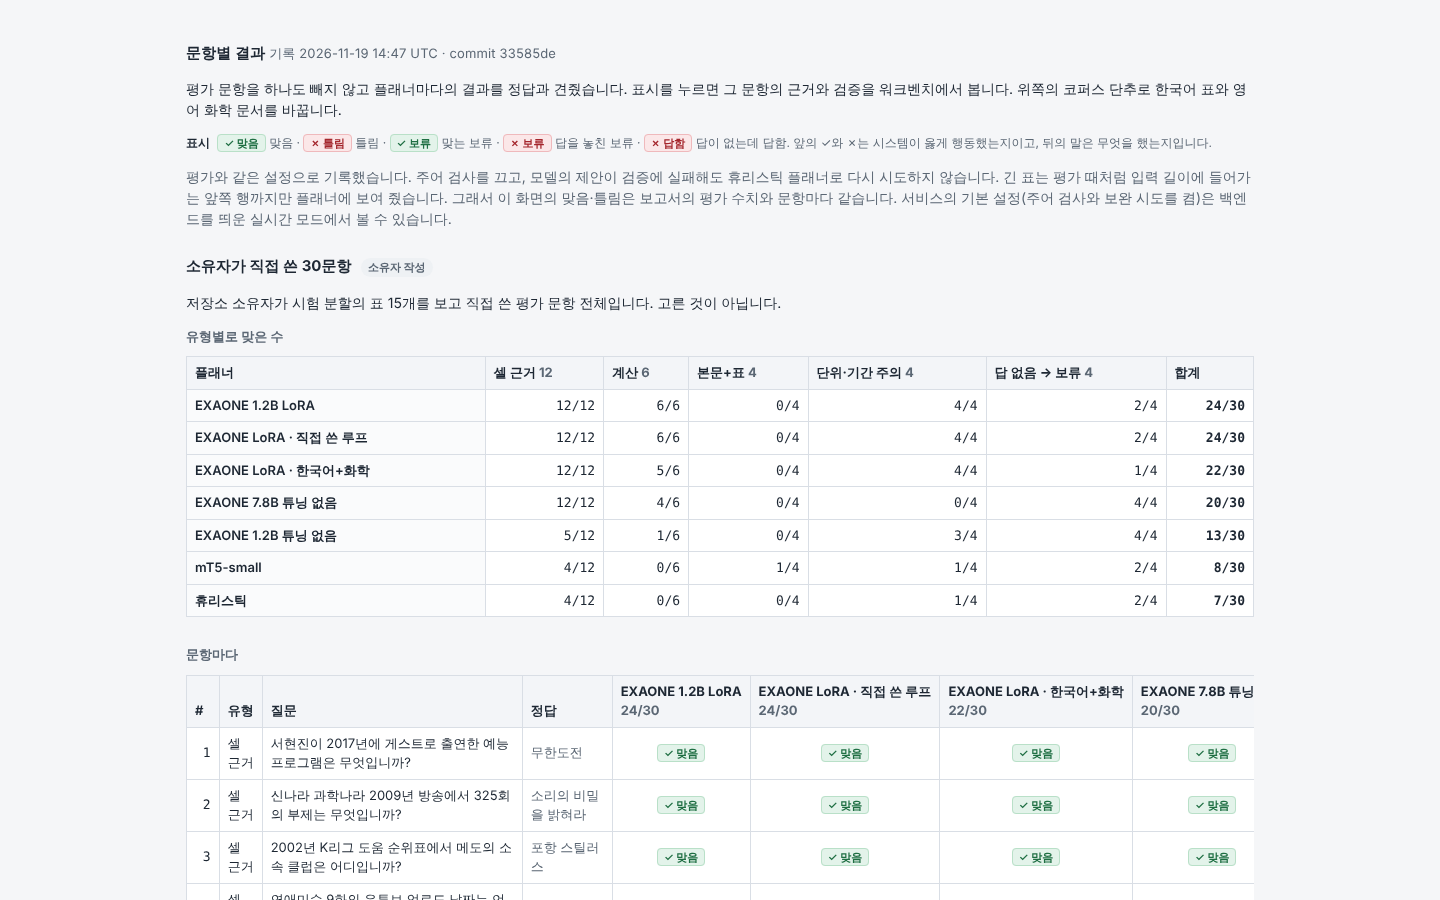 문항별 결과 기록 2026-11-19 14:47 UTC · commit 33585de
평가 문항을 하나도 빼지 않고 플래너마다의 결과를 정답과 견줬습니다. 표시를 누르면 그 문항의 근거와 검증을 워크벤치에서 봅니다. 위쪽의 코퍼스 단추로 한국어 표와 영
어 화학 문서를 바꿉니다.
표시 ✓ 맞음 맞음 · ✗ 틀림 틀림 · ✓ 보류 맞는 보류 · ✗ 보류 답을 놓친 보류 · ✗ 답함 답이 없는데 답함. 앞의 ✓와 ✗는 시스템이 옳게 행동했는지이고, 뒤의 말은 무엇을 했는지입니다.
평가와 같은 설정으로 기록했습니다. 주어 검사를 끄고, 모델의 제안이 검증에 실패해도 휴리스틱 플래너로 다시 시도하지 않습니다. 긴 표는 평가 때처럼 입력 길이에 들어가
는 앞쪽 행까지만 플래너에 보여 줬습니다. 그래서 이 화면의 맞음·틀림은 보고서의 평가 수치와 문항마다 같습니다. 서비스의 기본 설정(주어 검사와 보완 시도를 켬)은 백엔
드를 띄운 실시간 모드에서 볼 수 있습니다.
소유자가 직접 쓴 30문항 소유자 작성
저장소 소유자가 시험 분할의 표 15개를 보고 직접 쓴 평가 문항 전체입니다. 고른 것이 아닙니다.
유형별로 맞은 수
플래너 셀 근거 12 계산 6 본문+표 4 단위·기간 주의 4 답 없음 → 보류 4 합계
EXAONE 1.2B LoRA 12/12 6/6 0/4 4/4 2/4 24/30
EXAONE LoRA · 직접 쓴 루프 12/12 6/6 0/4 4/4 2/4 24/30
EXAONE LoRA · 한국어+화학 12/12 5/6 0/4 4/4 1/4 22/30
EXAONE 7.8B 튜닝 없음 12/12 4/6 0/4 0/4 4/4 20/30
EXAONE 1.2B 튜닝 없음 5/12 1/6 0/4 3/4 4/4 13/30
mT5-small 4/12 0/6 1/4 1/4 2/4 8/30
휴리스틱 4/12 0/6 0/4 1/4 2/4 7/30
문항마다
# 유형 질문 정답 EXAONE 1.2B LoRA 24/30 EXAONE LoRA · 직접 쓴 루프 24/30 EXAONE LoRA · 한국어+화학 22/30 EXAONE 7.8B 튜닝 20/30
1 셀 근거 서현진이 2017년에 게스트로 출연한 예능 프로그램은 무엇입니까? 무한도전 ✓ 맞음 ✓ 맞음 ✓ 맞음 ✓ 맞음
2 셀 근거 신나라 과학나라 2009년 방송에서 325회의 부제는 무엇입니까? 소리의 비밀을 밝혀라 ✓ 맞음 ✓ 맞음 ✓ 맞음 ✓ 맞음
3 셀 근거 2002년 K리그 도움 순위표에서 메도의 소속 클럽은 어디입니까? 포항 스틸러스 ✓ 맞음 ✓ 맞음 ✓ 맞음 ✓ 맞음